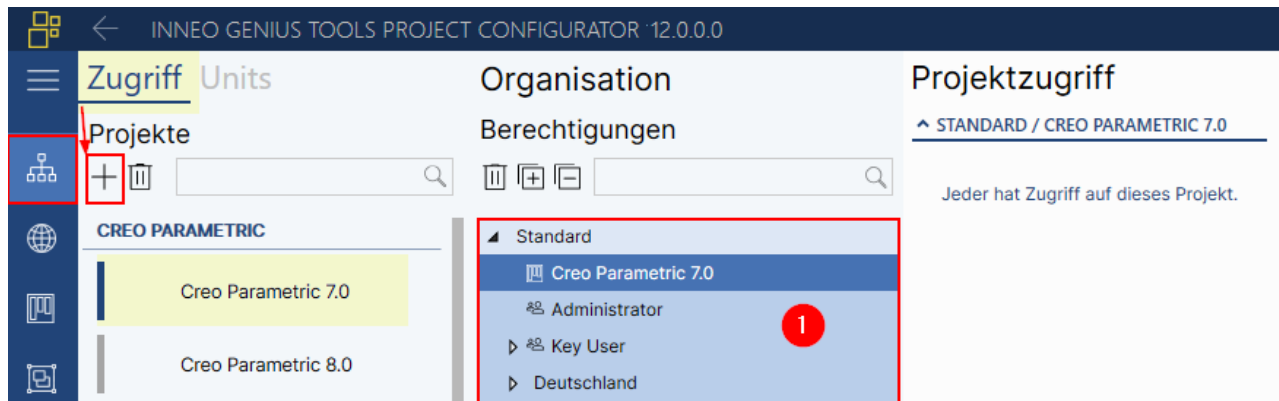 INNEO GENIUS TOOLS PROJECT CONFIGURATOR 12.0.0.0
Zugriff Units
Projekte
CREO PARAMETRIC
Creo Parametric 7.0
Creo Parametric 8.0
Organisation
Berechtigungen
Standard
Creo Parametric 7.0
Administrator
Key User
Deutschland
1
Projektzugriff
STANDARD / CREO PARAMETRIC 7.0
Jeder hat Zugriff auf dieses Projekt.